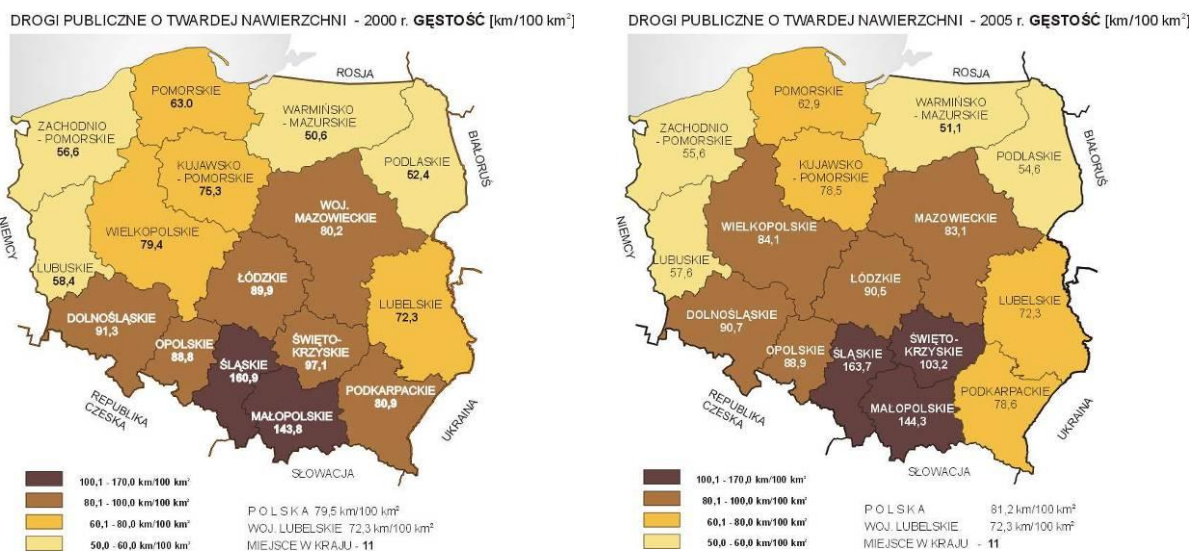 DROGI PUBLICZNE O TWARDEJ NAWIERZCHNI - 2000 r. GĘSTOŚĆ [km/100 km²]
ROSJA
POMORSKIE
63.0
WARMIŃSKO
- MAZURSKIE
50,6
ZACHODNIO
- POMORSKIE
56,6
KUJAWSKO
- POMORSKIE
75,3
PODLASKIE
52,4
BIAŁORUŚ
WOJ.
MAZOWIECKIE
80,2
NIEMCY
WIELKOPOLSKIE
79,4
LUBUSKIE
58,4
ŁÓDZKIE
89,9
LUBELSKIE
72,3
DOLNOŚLĄSKIE
91,3
OPOLSKIE
88,8
ŚLĄSKIE
160,9
ŚWIĘTO-
KRZYSKIE
97,1
PODKARPACKIE
80,9
MAŁOPOLSKIE
143,8
REPUBLIKA
CZESKA
UKRAINA
SŁOWACJA
100,1 - 170,0 km/100 km²
80,1 - 100,0 km/100 km²
60,1 - 80,0 km/100 km²
50,0 - 60,0 km/100 km²
POLSKA 79,5 km/100 km²
WOJ. LUBELSKIE 72,3 km/100 km²
MIEJSCE W KRAJU - 11
DROGI PUBLICZNE O TWARDEJ NAWIERZCHNI - 2005 r. GĘSTOŚĆ [km/100 km²]
ROSJA
POMORSKIE
62,9
WARMIŃSKO
- MAZURSKIE
51,1
ZACHODNIO
- POMORSKIE
55,6
KUJAWSKO
- POMORSKIE
78,5
PODLASKIE
54,6
BIAŁORUŚ
MAZOWIECKIE
83,1
NIEMCY
WIELKOPOLSKIE
84,1
LUBUSKIE
57,6
ŁÓDZKIE
90,5
LUBELSKIE
72,3
DOLNOŚLĄSKIE
90,7
OPOLSKIE
88,9
ŚLĄSKIE
163,7
ŚWIĘTO-
KRZYSKIE
103,2
PODKARPACKIE
78,6
MAŁOPOLSKIE
144,3
REPUBLIKA
CZESKA
UKRAINA
SŁOWACJA
100,1 - 170,0 km/100 km²
80,1 - 100,0 km/100 km²
60,1 - 80,0 km/100 km²
50,0 - 60,0 km/100 km²
POLSKA 81,2 km/100 km²
WOJ. LUBELSKIE 72,3 km/100 km²
MIEJSCE W KRAJU - 11